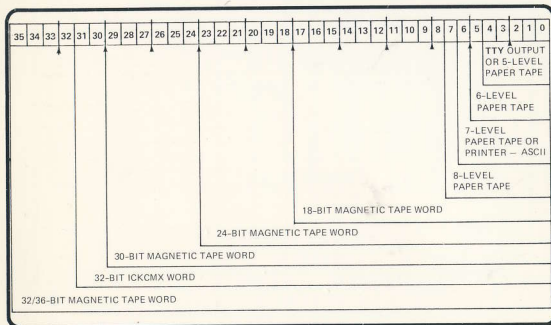 35 34 33 32 31 30 29 28 27 26 25 24 23 22 21 20 19 18 17 16 15 14 13 12 11 10 9 8 7 6 5 4 3 2 1 0
TTY OUTPUT
OR 5-LEVEL
PAPER TAPE
6-LEVEL
PAPER TAPE
7-LEVEL
PAPER TAPE OR
PRINTER – ASCII
8-LEVEL
PAPER TAPE
18-BIT MAGNETIC TAPE WORD
24-BIT MAGNETIC TAPE WORD
30-BIT MAGNETIC TAPE WORD
32-BIT ICKCMX WORD
32/36-BIT MAGNETIC TAPE WORD